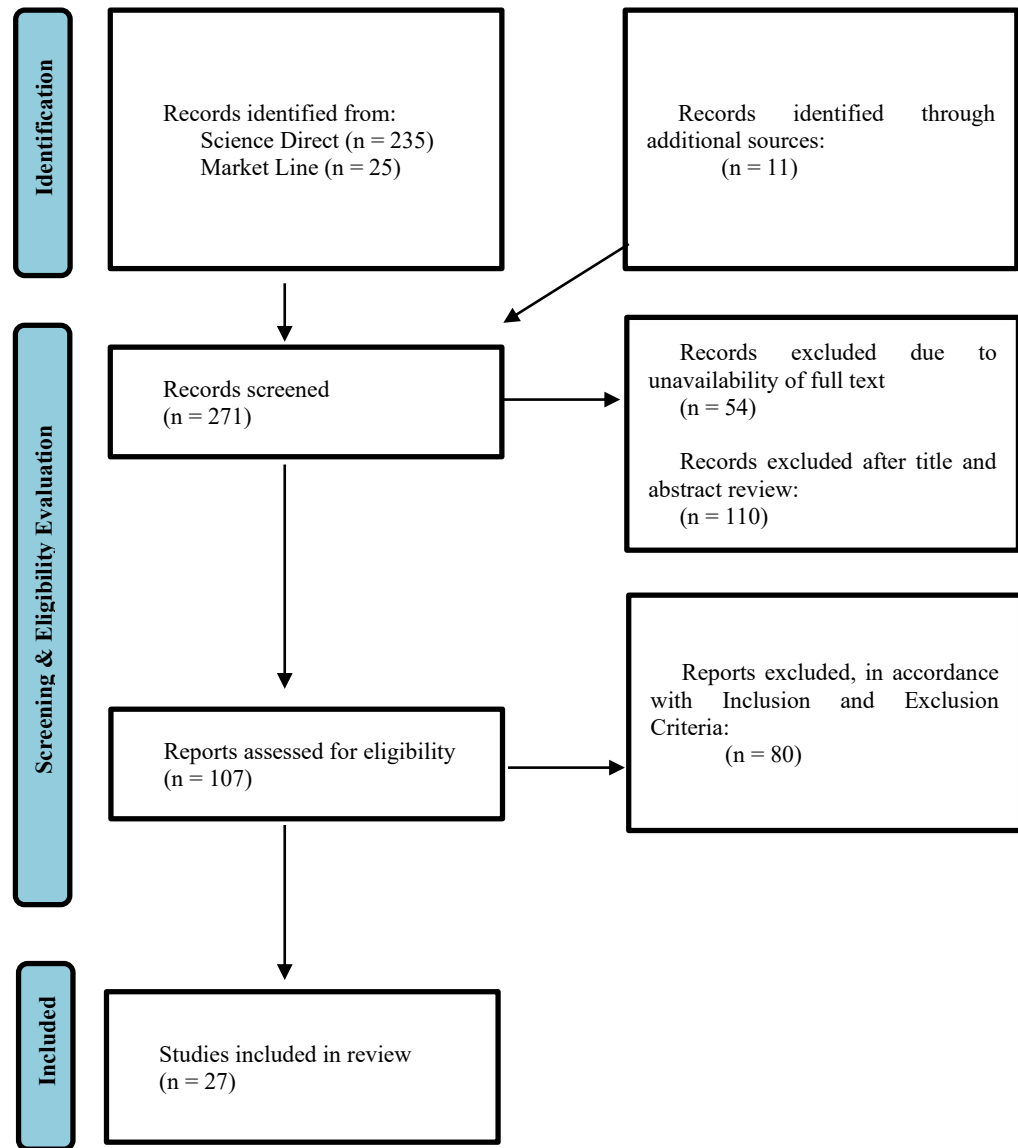 Identification
Records identified from:
Science Direct (n = 235)
Market Line (n = 25)
Records identified through
additional sources:
(n = 11)
Screening & Eligibility Evaluation
Records screened
(n = 271)
Records excluded due to
unavailability of full text
(n = 54)
Records excluded after title and
abstract review:
(n = 110)
Reports assessed for eligibility
(n = 107)
Reports excluded, in accordance
with Inclusion and Exclusion
Criteria:
(n = 80)
Included
Studies included in review
(n = 27)